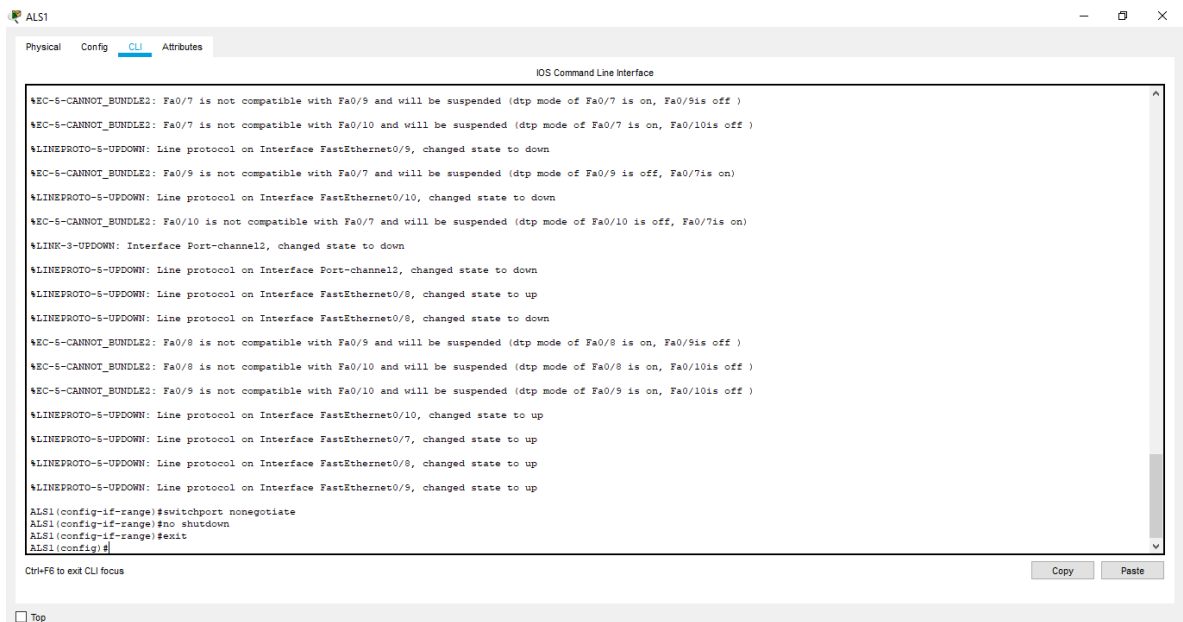 ALS1
Physical Config CLI Attributes
IOS Command Line Interface
%EC-5-CANNOT_BUNDLE2: Fa0/7 is not compatible with Fa0/9 and will be suspended (dtp mode of Fa0/7 is on, Fa0/9is off )
%EC-5-CANNOT_BUNDLE2: Fa0/7 is not compatible with Fa0/10 and will be suspended (dtp mode of Fa0/7 is on, Fa0/10is off )
%LINEPROTO-5-UPDOWN: Line protocol on Interface FastEthernet0/9, changed state to down
%EC-5-CANNOT_BUNDLE2: Fa0/9 is not compatible with Fa0/7 and will be suspended (dtp mode of Fa0/9 is off, Fa0/7is on)
%LINEPROTO-5-UPDOWN: Line protocol on Interface FastEthernet0/10, changed state to down
%EC-5-CANNOT_BUNDLE2: Fa0/10 is not compatible with Fa0/7 and will be suspended (dtp mode of Fa0/10 is off, Fa0/7is on)
%LINK-3-UPDOWN: Interface Port-channel2, changed state to down
%LINEPROTO-5-UPDOWN: Line protocol on Interface Port-channel2, changed state to down
%LINEPROTO-5-UPDOWN: Line protocol on Interface FastEthernet0/8, changed state to up
%LINEPROTO-5-UPDOWN: Line protocol on Interface FastEthernet0/8, changed state to down
%EC-5-CANNOT_BUNDLE2: Fa0/8 is not compatible with Fa0/9 and will be suspended (dtp mode of Fa0/8 is on, Fa0/9is off )
%EC-5-CANNOT_BUNDLE2: Fa0/8 is not compatible with Fa0/10 and will be suspended (dtp mode of Fa0/8 is on, Fa0/10is off )
%EC-5-CANNOT_BUNDLE2: Fa0/9 is not compatible with Fa0/10 and will be suspended (dtp mode of Fa0/9 is on, Fa0/10is off )
%LINEPROTO-5-UPDOWN: Line protocol on Interface FastEthernet0/10, changed state to up
%LINEPROTO-5-UPDOWN: Line protocol on Interface FastEthernet0/7, changed state to up
%LINEPROTO-5-UPDOWN: Line protocol on Interface FastEthernet0/8, changed state to up
%LINEPROTO-5-UPDOWN: Line protocol on Interface FastEthernet0/9, changed state to up
ALS1(config-if-range)#switchport nonegotiate
ALS1(config-if-range)#no shutdown
ALS1(config-if-range)#exit
ALS1(config)#
Ctrl+F6 to exit CLI focus
Copy Paste
Top